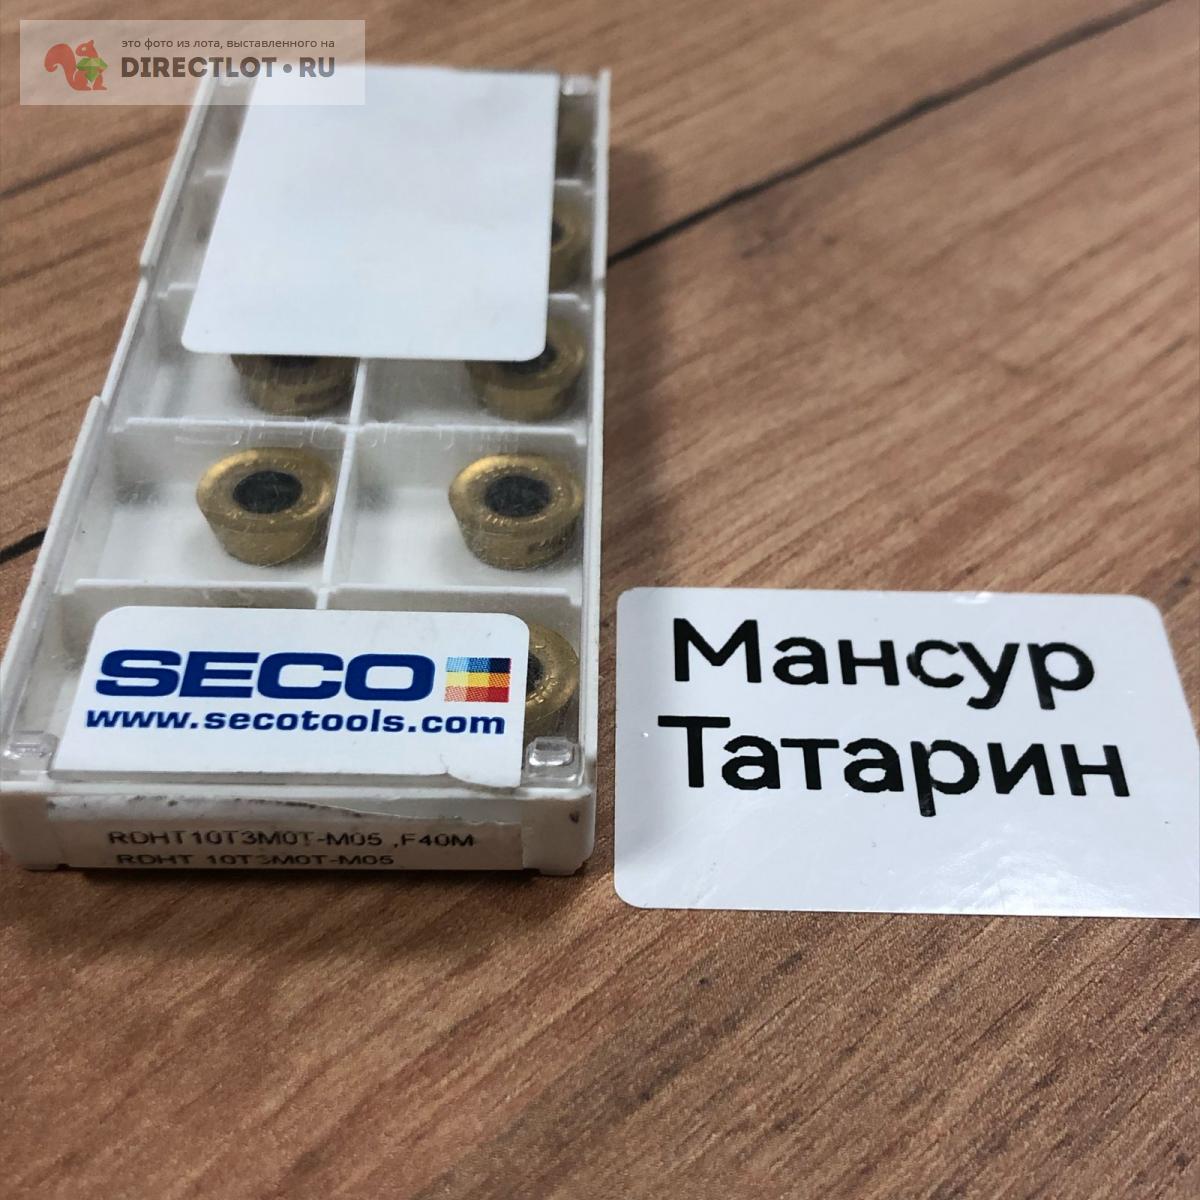 это фото из лота, выставленного на
DIRECTLOT.RU
SECO
www.secotools.com
RDHT10T3M0T-M05 ,F40M
RDHT 10T3M0T-M05
Мансур
Татарин